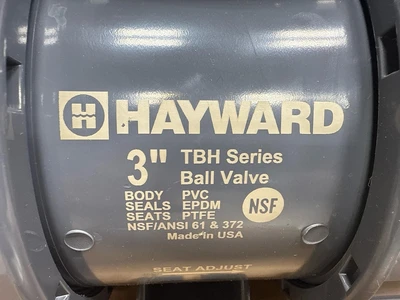 H HAYWARD
3" TBH Series
Ball Valve
BODY PVC
SEALS EPDM
SEATS PTFE
NSF
NSF/ANSI 61 & 372
Made in USA
SEAT ADJUST